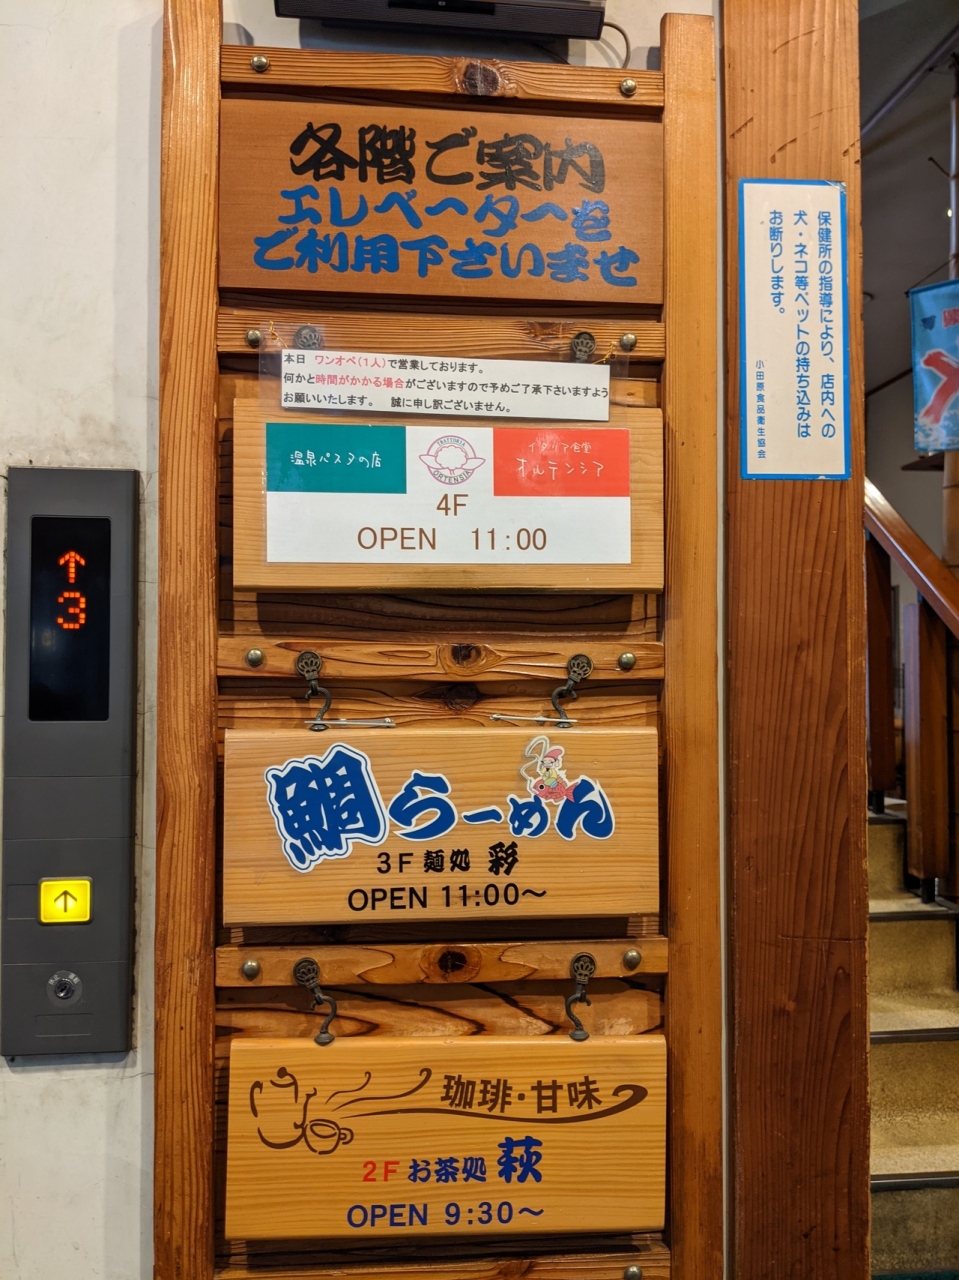 各階ご案内
エレベーターを
ご利用下さいませ
本日 ワンオペ(1人)で営業しております。
何かと時間がかかる場合がございますので予めご了承下さいますよう
お願いいたします。 誠に申し訳ございません。
温泉パスタの店
TRATTORIA
ORTENSIA
イタリア食堂
オルテンシア
4F
OPEN 11:00
鯛らーめん
3F 麺処 彩
OPEN 11:00〜
珈琲・甘味
2F お茶処 萩
OPEN 9:30〜
保健所の指導により、店内への
犬・ネコ等ペットの持ち込みは
お断りします。
小田原食品衛生協会
↑
3
↑